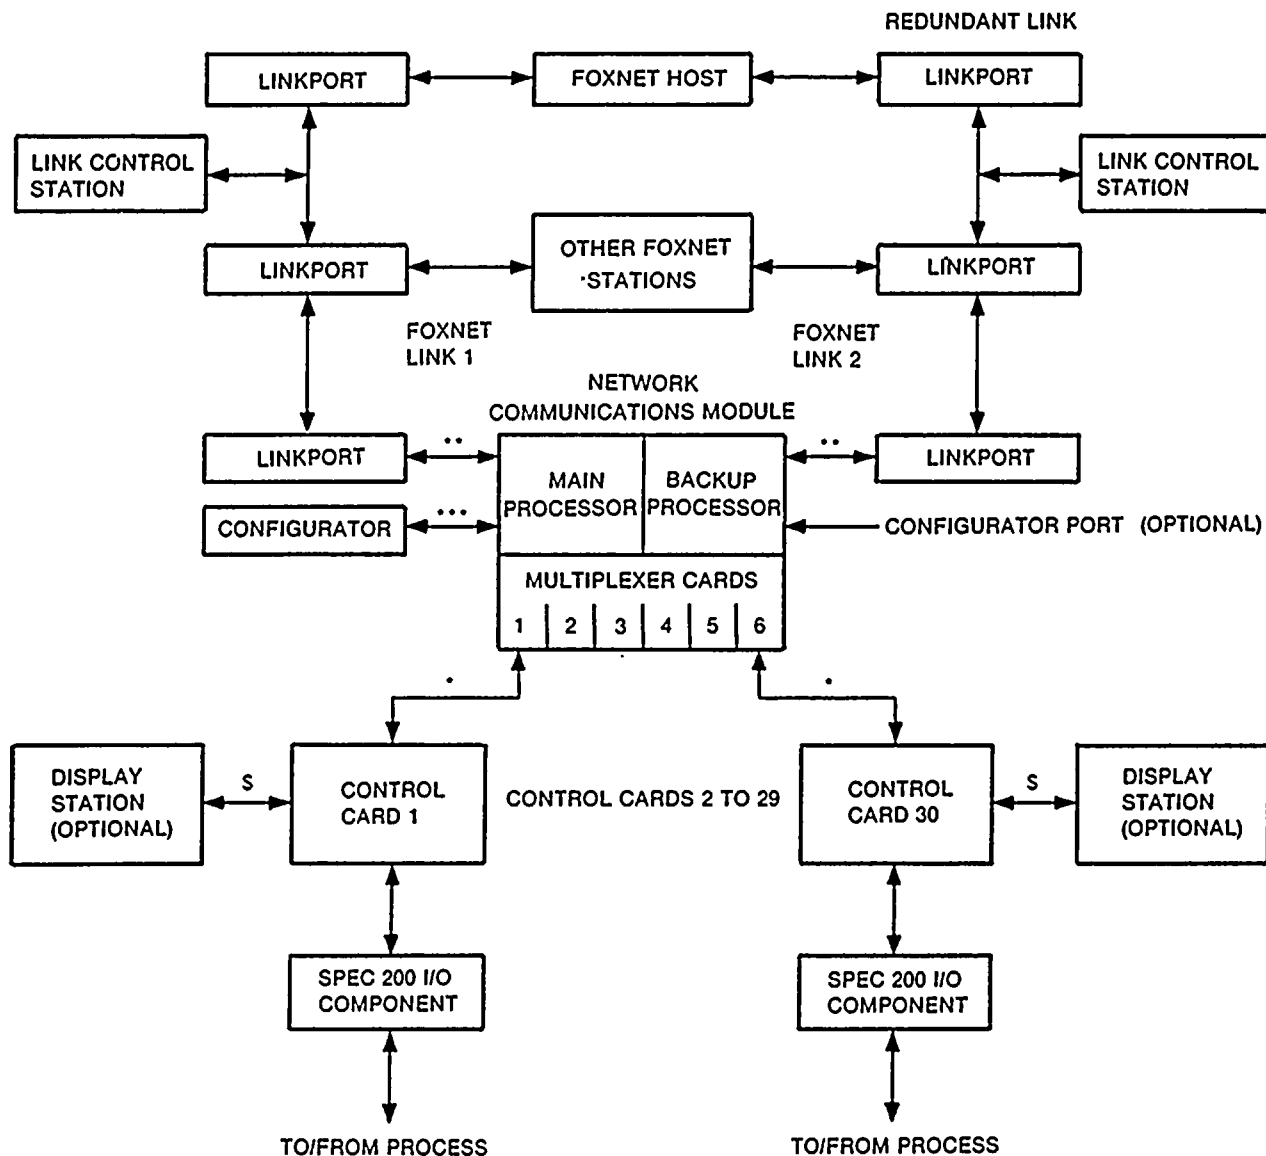 REDUNDANT LINK
LINKPORT
FOXNET HOST
LINKPORT
LINK CONTROL
STATION
LINK CONTROL
STATION
LINKPORT
OTHER FOXNET
STATIONS
LINKPORT
FOXNET
LINK 1
FOXNET
LINK 2
NETWORK
COMMUNICATIONS MODULE
LINKPORT
MAIN
PROCESSOR
BACKUP
PROCESSOR
LINKPORT
CONFIGURATOR
CONFIGURATOR PORT (OPTIONAL)
MULTIPLEXER CARDS
1 2 3 4 5 6
DISPLAY
STATION
(OPTIONAL)
S
CONTROL
CARD 1
CONTROL CARDS 2 TO 29
CONTROL
CARD 30
S
DISPLAY
STATION
(OPTIONAL)
SPEC 200 I/O
COMPONENT
SPEC 200 I/O
COMPONENT
TO/FROM PROCESS
TO/FROM PROCESS